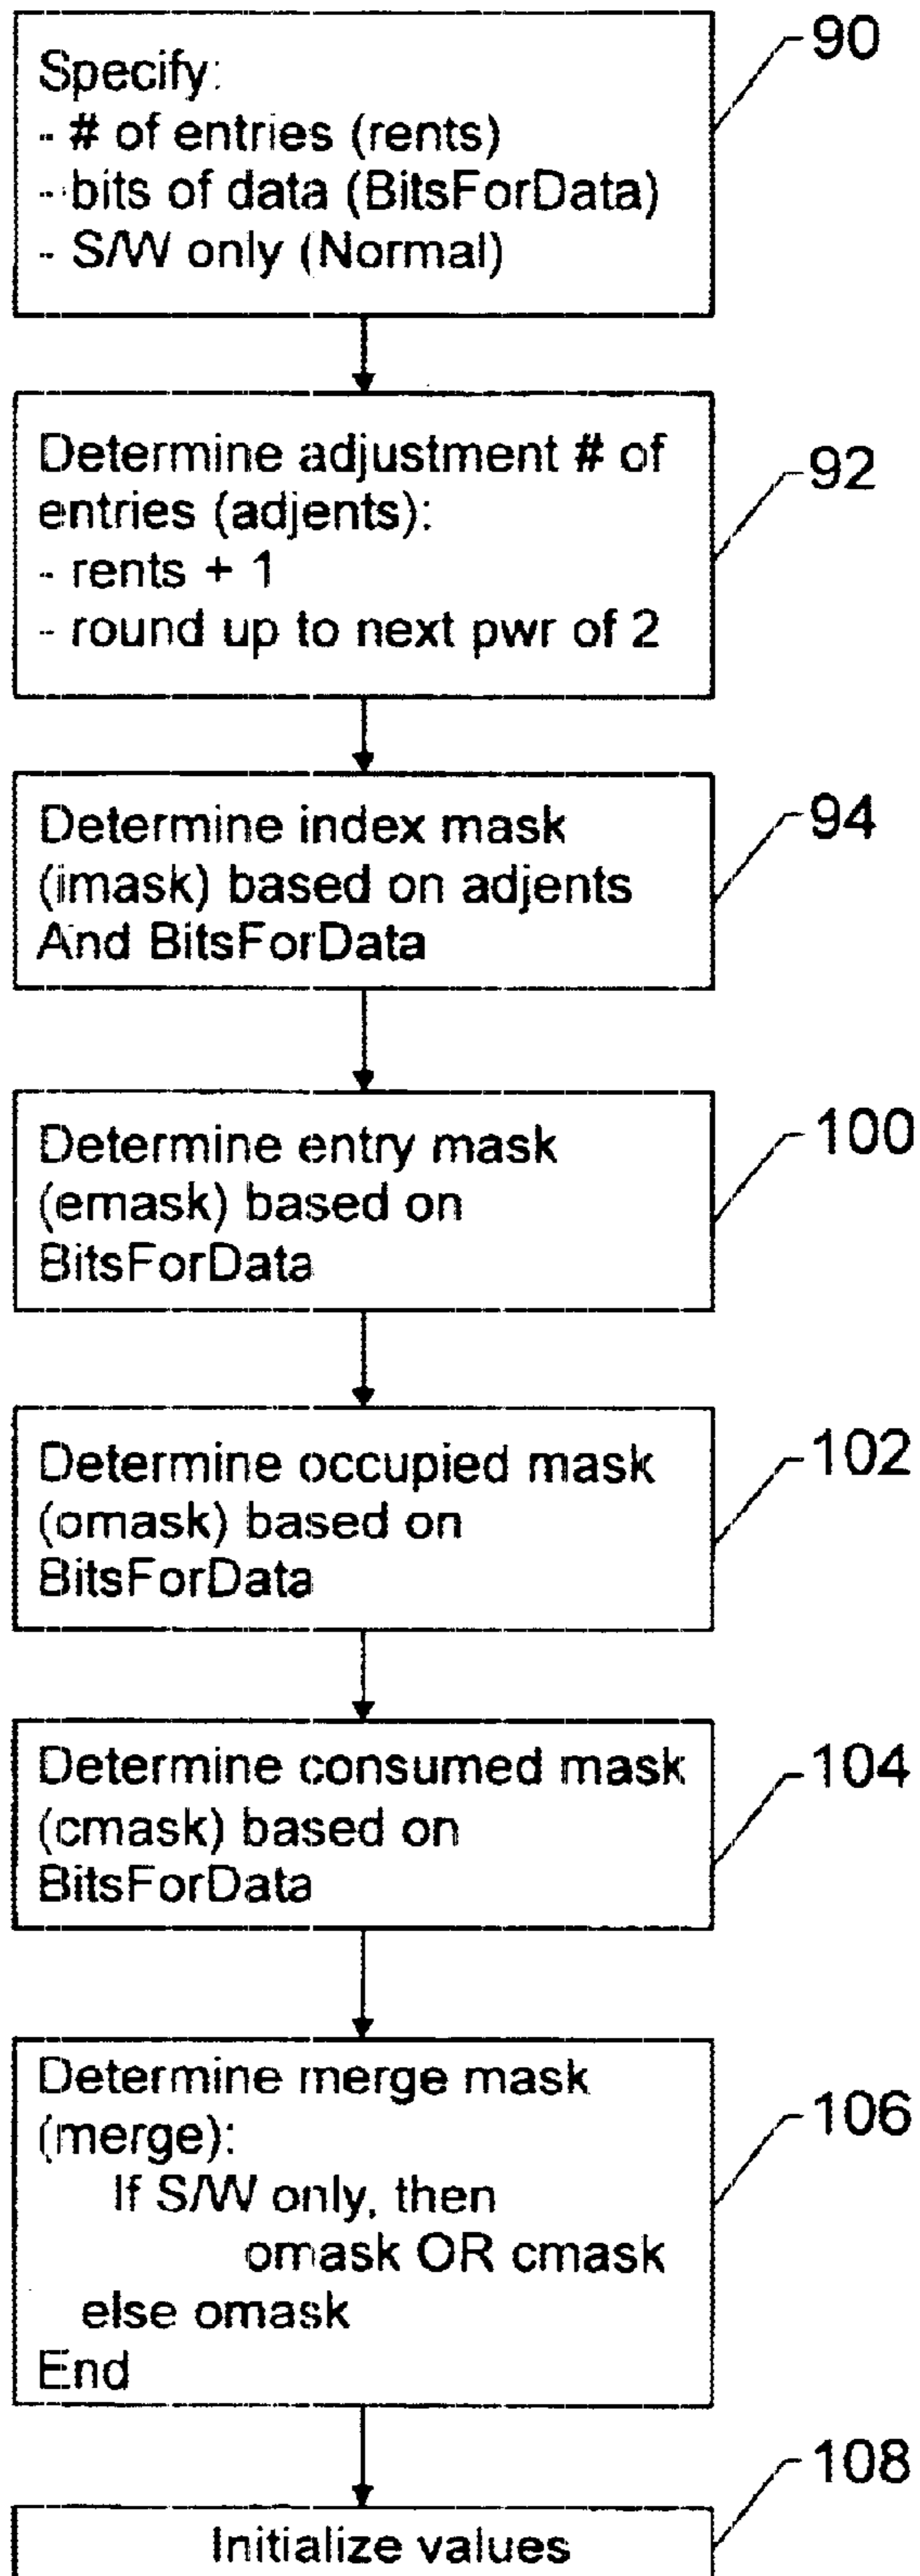 Specify:
- # of entries (rents)
- bits of data (BitsForData)
- S/W only (Normal)
90
Determine adjustment # of
entries (adjents):
- rents + 1
- round up to next pwr of 2
92
Determine index mask
(imask) based on adjents
And BitsForData
94
Determine entry mask
(emask) based on
BitsForData
100
Determine occupied mask
(omask) based on
BitsForData
102
Determine consumed mask
(cmask) based on
BitsForData
104
Determine merge mask
(merge):
If S/W only, then
omask OR cmask
else omask
End
106
Initialize values
108